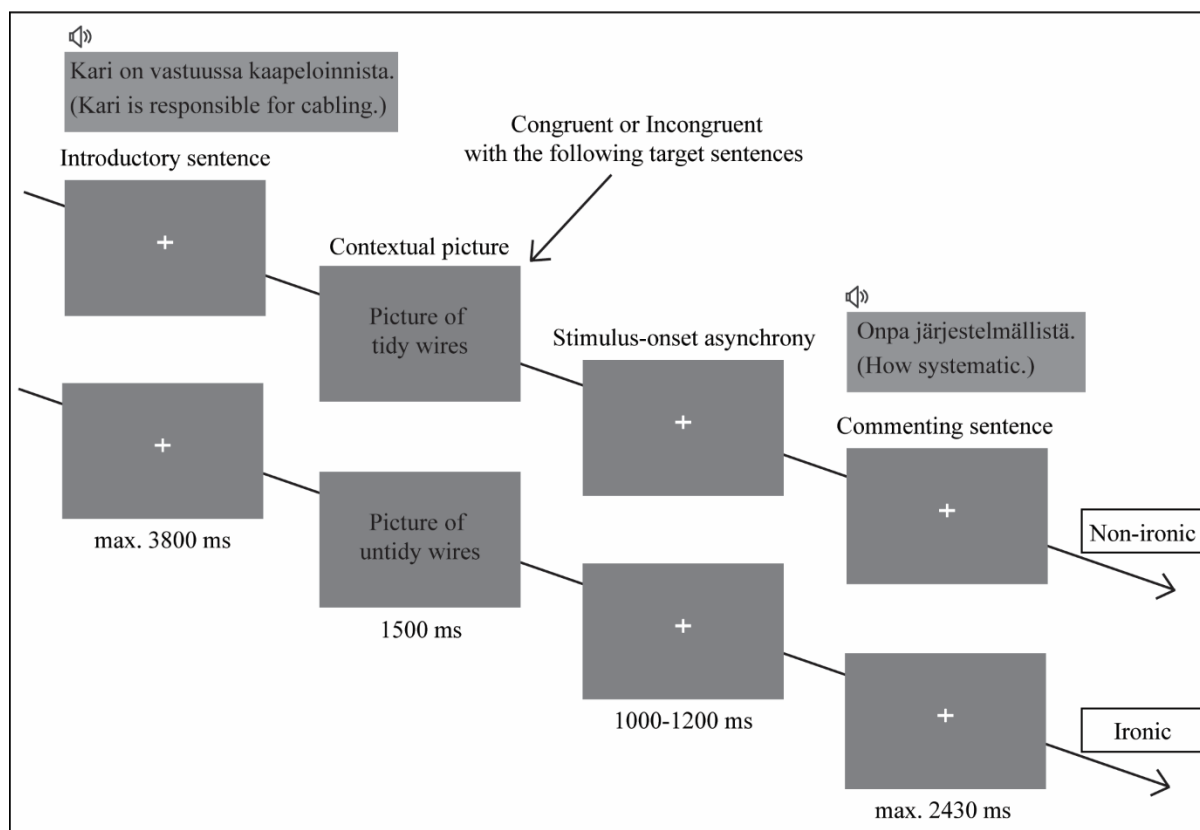 Kari on vastuussa kaapeloinnista.
(Kari is responsible for cabling.)
Introductory sentence
Congruent or Incongruent
with the following target sentences
Contextual picture
Picture of
tidy wires
Stimulus-onset asynchrony
Onpa järjestelmällistä.
(How systematic.)
Commenting sentence
Non-ironic
max. 3800 ms
Picture of
untidy wires
1500 ms
1000-1200 ms
Ironic
max. 2430 ms